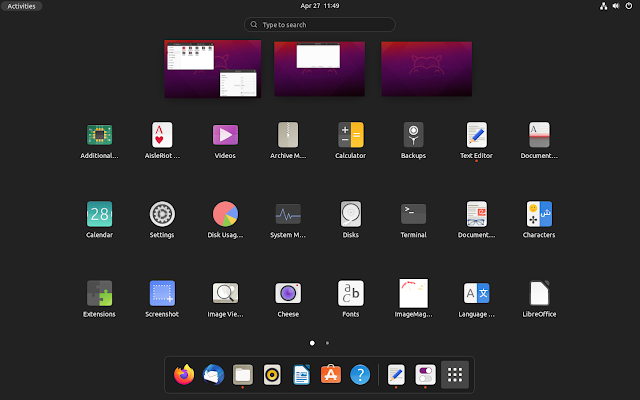 Activities
Apr 27 11:49
Type to search
Additional...
AisleRiot ...
Videos
Archive M...
Calculator
Backups
Text Editor
Document...
28
Calendar
Settings
Disk Usag...
System M...
Disks
Terminal
Document...
Characters
Extensions
Screenshot
Image Vie...
Cheese
Fonts
ImageMag...
Language ...
LibreOffice